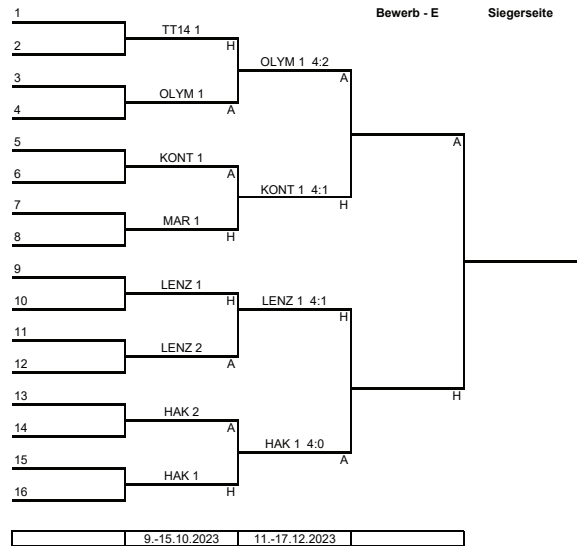 1 Bewerb - E Siegerseite
TT14 1
2 H
OLYM 1 4:2
3 A
OLYM 1
4 A
5 A
KONT 1
6 A
KONT 1 4:1
7 H
MAR 1
8 H
9
LENZ 1
10 H LENZ 1 4:1
11 H
LENZ 2
12 A
13 H
HAK 2
14 A
HAK 1 4:0
15 A
HAK 1
16 H
9.-15.10.2023 11.-17.12.2023